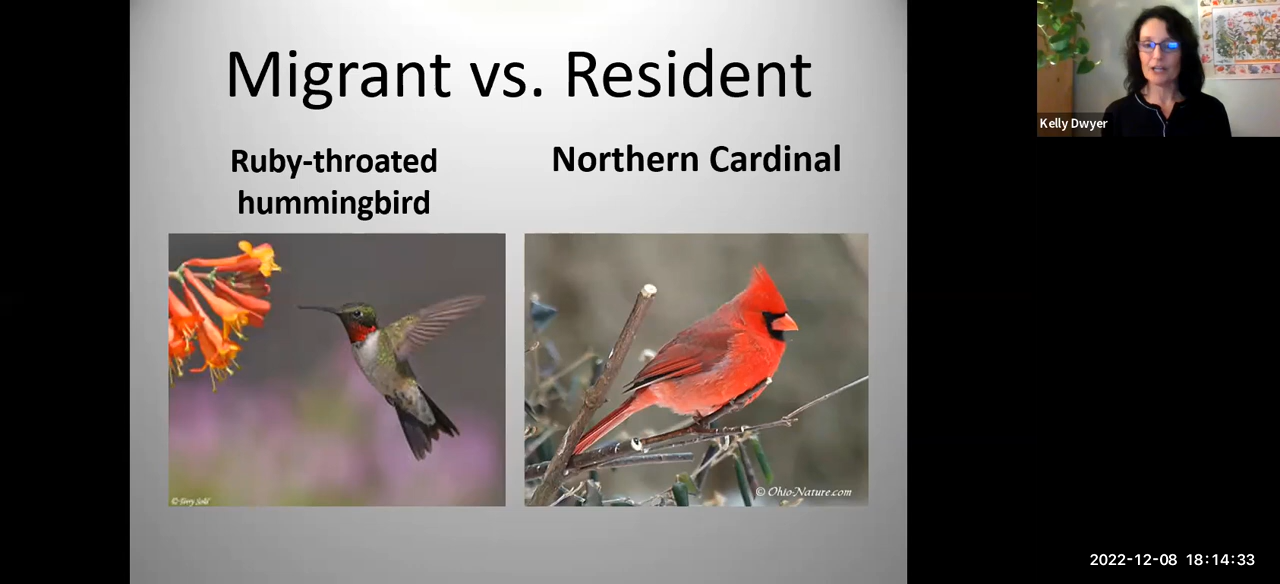 Migrant vs. Resident
Ruby-throated
hummingbird
Northern Cardinal
© Ohio-Nature.com
Kelly Dwyer
2022-12-08 18:14:33